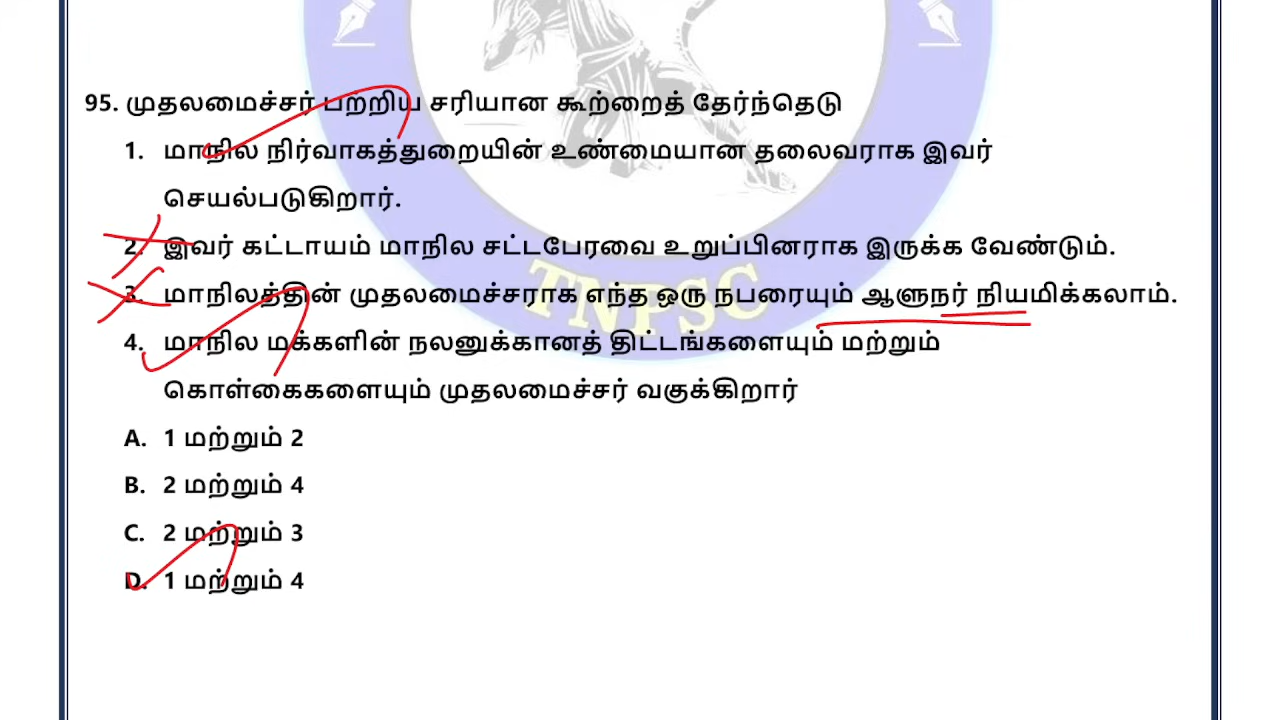 95. முதலமைச்சர் பற்றிய சரியான கூற்றைத் தேர்ந்தெடு
1. மாநில நிர்வாகத்துறையின் உண்மையான தலைவராக இவர்
செயல்படுகிறார்.
2. இவர் கட்டாயம் மாநில சட்டபேரவை உறுப்பினராக இருக்க வேண்டும்.
3. மாநிலத்தின் முதலமைச்சராக எந்த ஒரு நபரையும் ஆளுநர் நியமிக்கலாம்.
TNPSC
4. மாநில மக்களின் நலனுக்கானத் திட்டங்களையும் மற்றும்
கொள்கைகளையும் முதலமைச்சர் வகுக்கிறார்
A. 1 மற்றும் 2
B. 2 மற்றும் 4
C. 2 மற்றும் 3
D. 1 மற்றும் 4